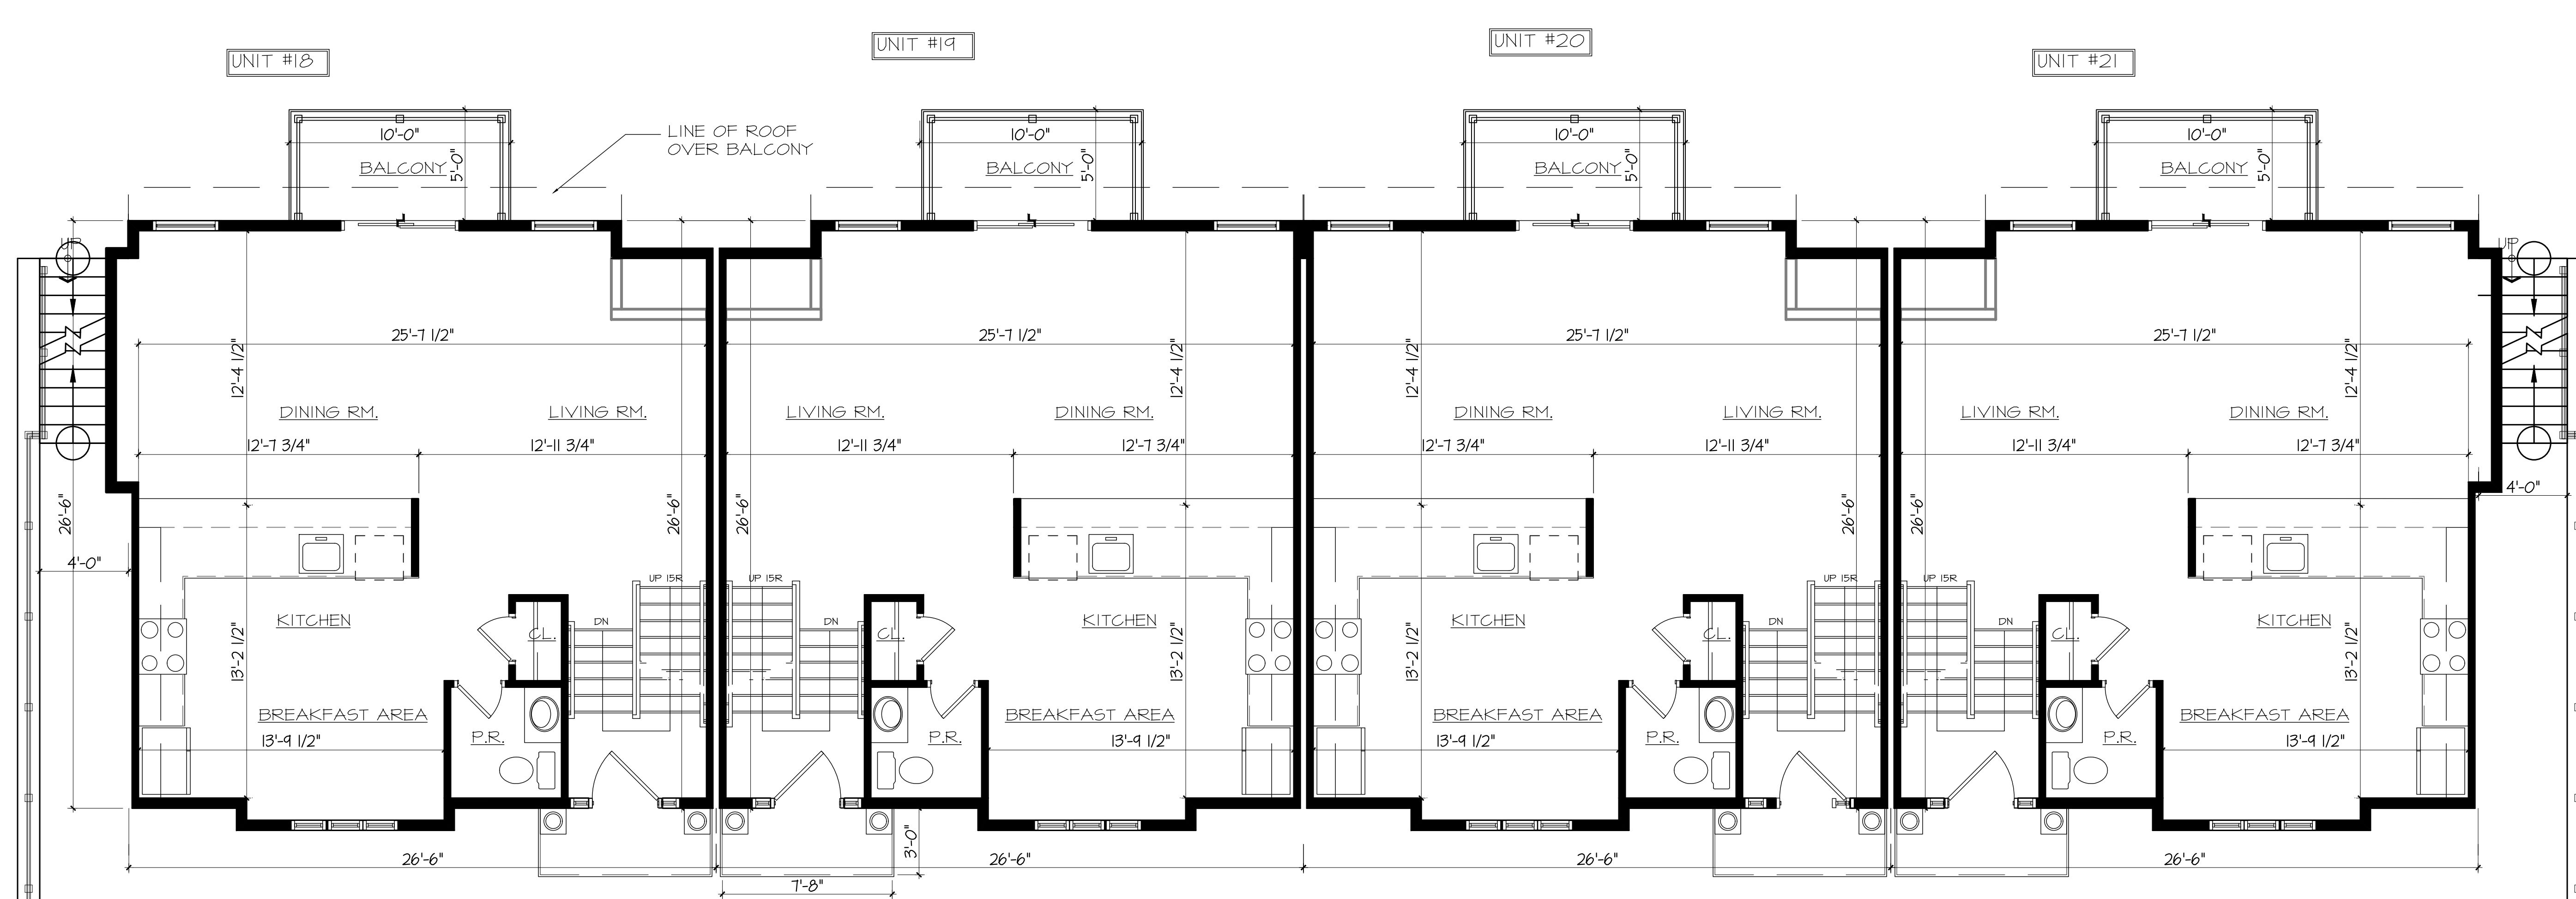 UNIT #18
UNIT #19
UNIT #20
UNIT #21
LINE OF ROOF
OVER BALCONY
10'-0"
BALCONY
5'-0"
10'-0"
BALCONY
5'-0"
10'-0"
BALCONY
5'-0"
10'-0"
BALCONY
5'-0"
UP
UP
25'-7 1/2"
25'-7 1/2"
25'-7 1/2"
25'-7 1/2"
12'-4 1/2"
12'-4 1/2"
12'-4 1/2"
12'-4 1/2"
DINING RM.
LIVING RM.
LIVING RM.
DINING RM.
DINING RM.
LIVING RM.
LIVING RM.
DINING RM.
12'-7 3/4"
12'-11 3/4"
12'-11 3/4"
12'-7 3/4"
12'-7 3/4"
12'-11 3/4"
12'-11 3/4"
12'-7 3/4"
26'-6"
26'-6"
26'-6"
26'-6"
26'-6"
4'-0"
4'-0"
UP 15R
UP 15R
UP 15R
UP 15R
KITCHEN
DN
DN
KITCHEN
KITCHEN
DN
DN
KITCHEN
CL.
CL.
CL.
CL.
13'-2 1/2"
13'-2 1/2"
13'-2 1/2"
13'-2 1/2"
BREAKFAST AREA
BREAKFAST AREA
BREAKFAST AREA
BREAKFAST AREA
13'-9 1/2"
P.R.
P.R.
13'-9 1/2"
13'-9 1/2"
P.R.
P.R.
13'-9 1/2"
3'-0"
26'-6"
26'-6"
26'-6"
26'-6"
7'-8"